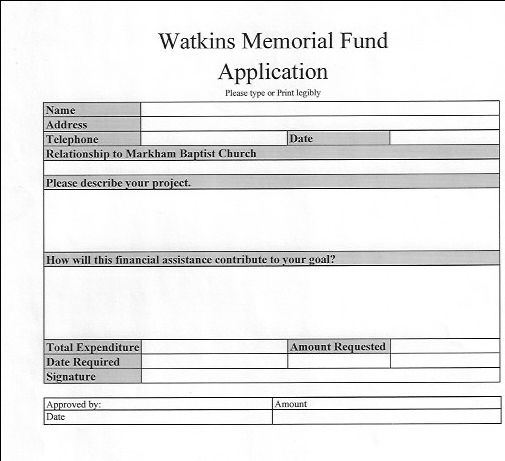 Watkins Memorial Fund
Application
Please type or Print legibly
Name
Address
Telephone Date
Relationship to Markham Baptist Church
Please describe your project.
How will this financial assistance contribute to your goal?
Total Expenditure Amount Requested
Date Required
Signature
Approved by: Amount
Date